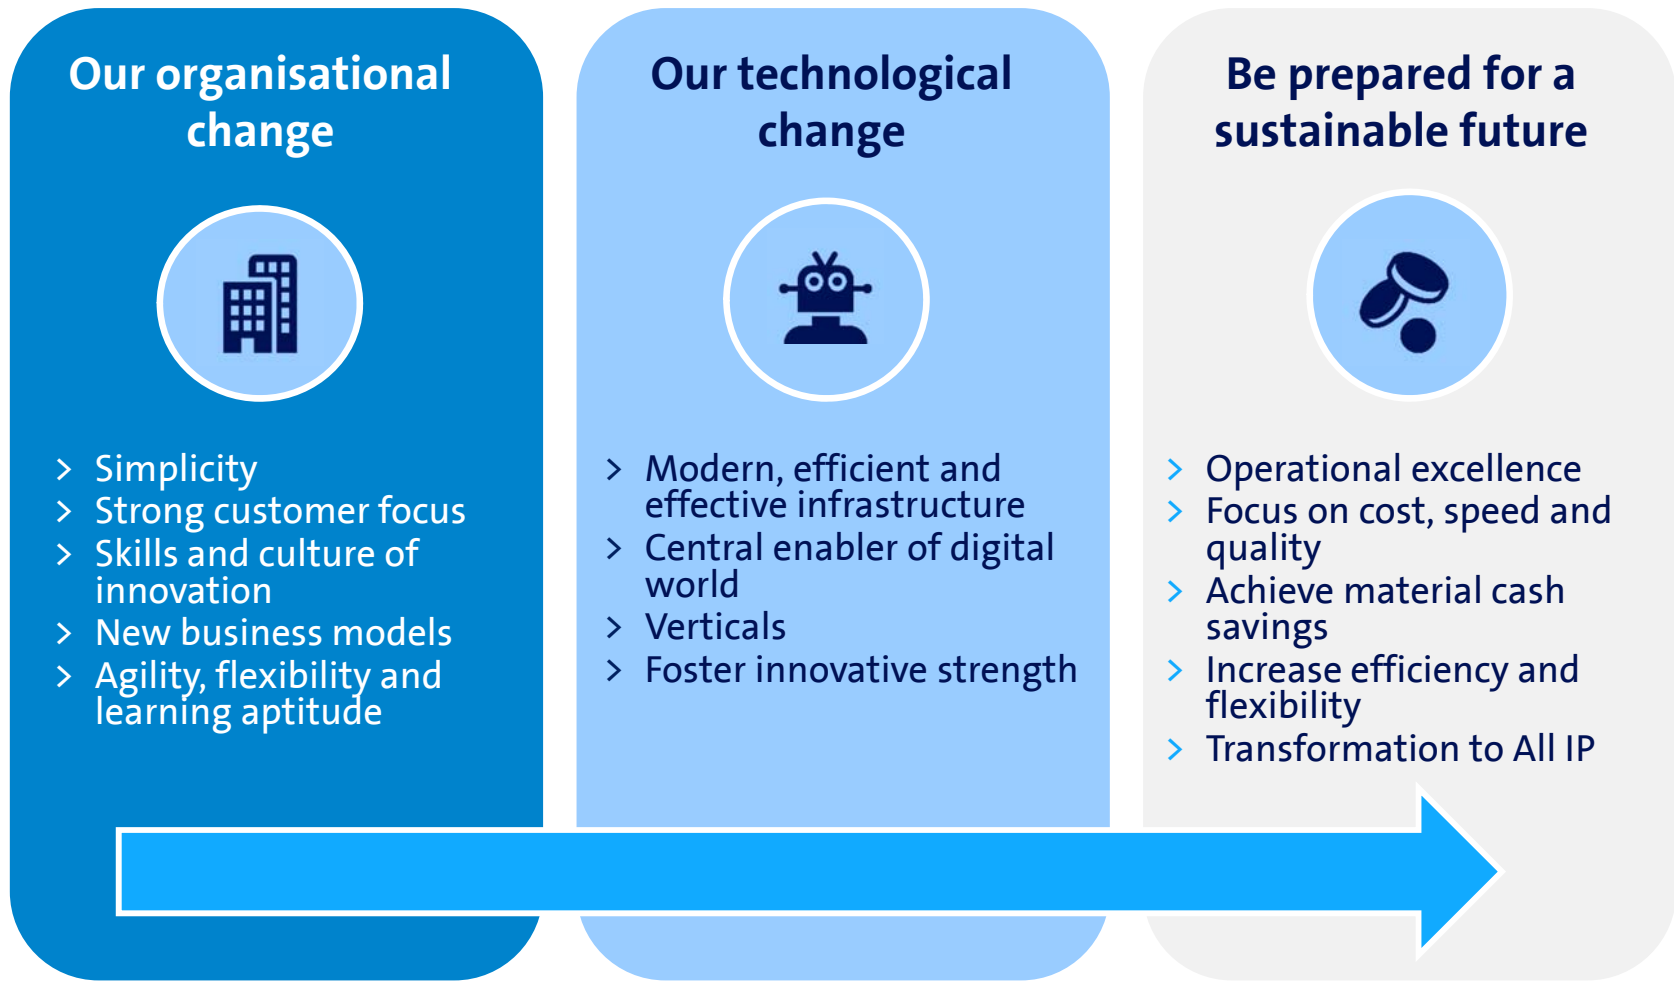 Our organisational
change
> Simplicity
> Strong customer focus
> Skills and culture of
innovation
> New business models
> Agility, flexibility and
learning aptitude
Our technological
change
> Modern, efficient and
effective infrastructure
> Central enabler of digital
world
> Verticals
> Foster innovative strength
Be prepared for a
sustainable future
> Operational excellence
> Focus on cost, speed and
quality
> Achieve material cash
savings
> Increase efficiency and
flexibility
> Transformation to All IP